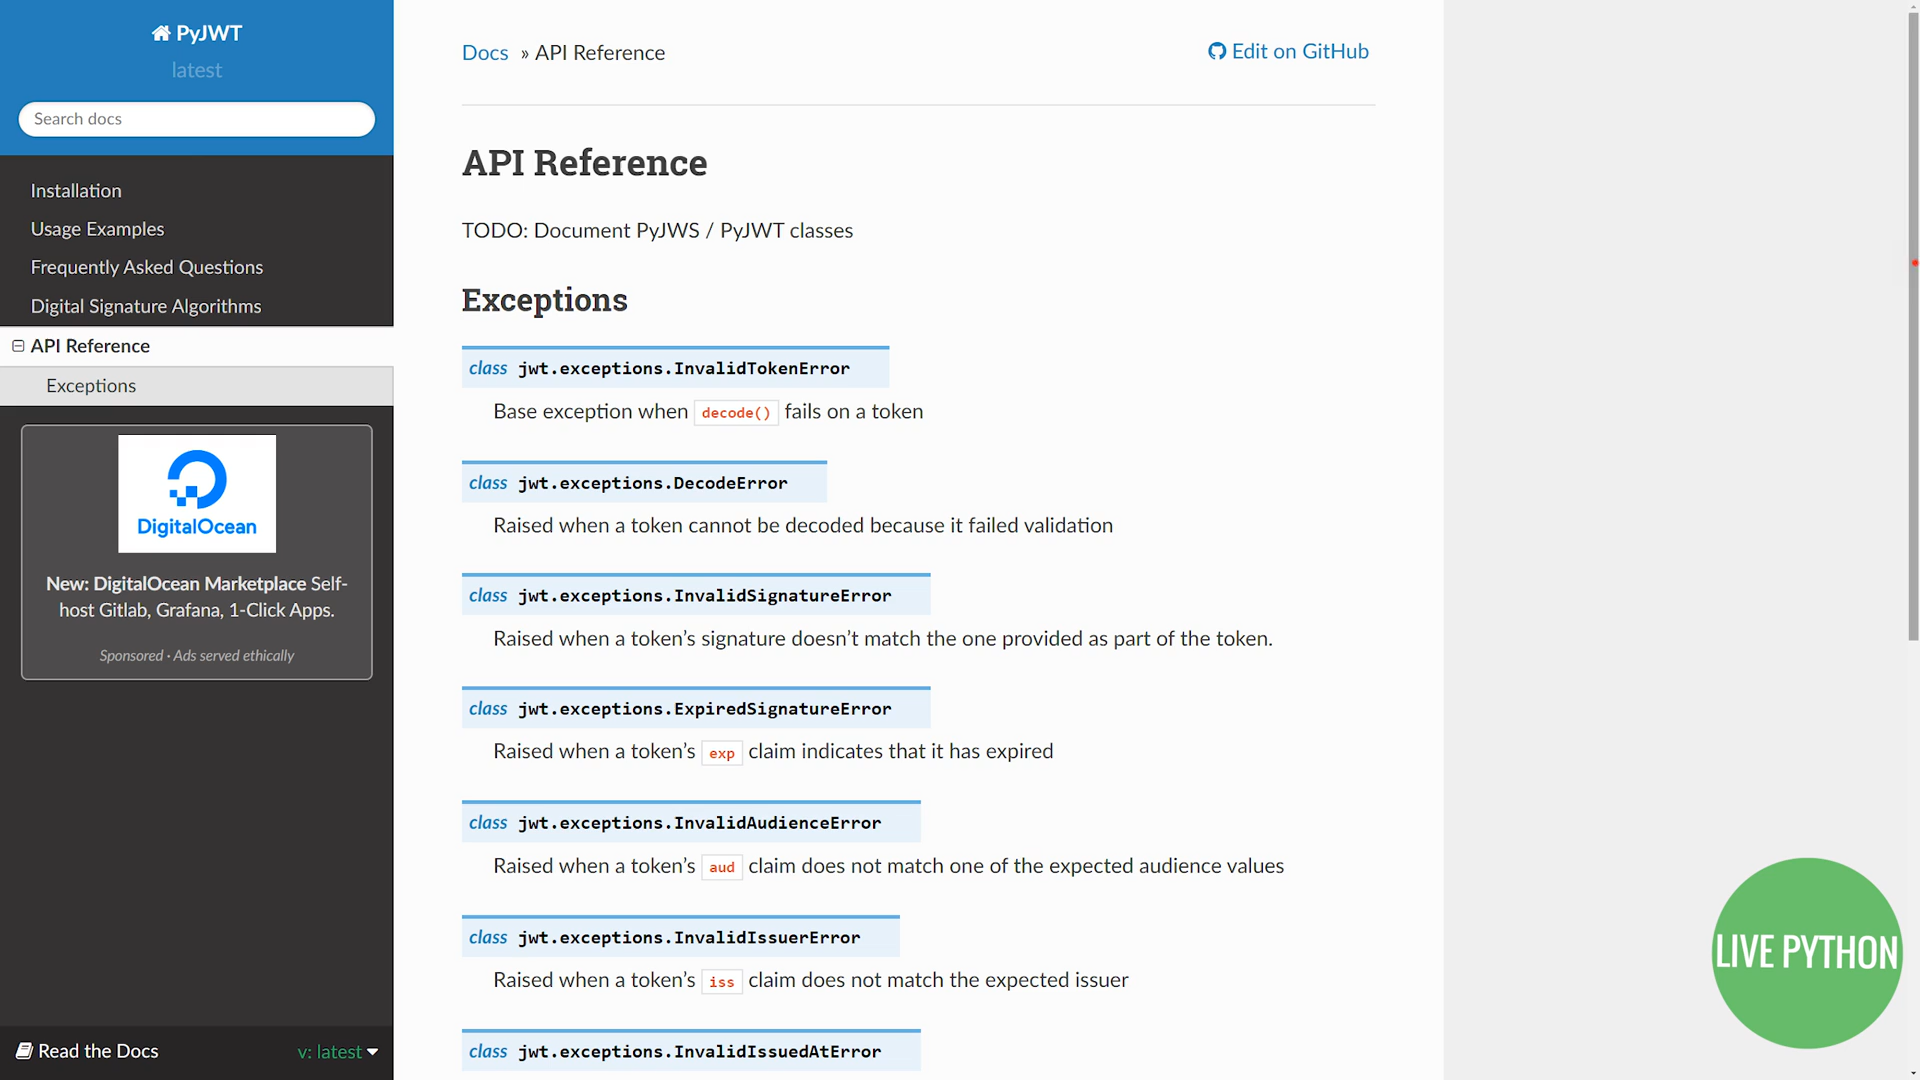 PyJWT
latest
Search docs
Installation
Usage Examples
Frequently Asked Questions
Digital Signature Algorithms
API Reference
Exceptions
DigitalOcean
New: DigitalOcean Marketplace Self-
host Gitlab, Grafana, 1-Click Apps.
Sponsored · Ads served ethically
Read the Docs
v: latest
Docs » API Reference
Edit on GitHub
API Reference
TODO: Document PyJWS / PyJWT classes
Exceptions
class jwt.exceptions.InvalidTokenError
Base exception when decode() fails on a token
class jwt.exceptions.DecodeError
Raised when a token cannot be decoded because it failed validation
class jwt.exceptions.InvalidSignatureError
Raised when a token’s signature doesn’t match the one provided as part of the token.
class jwt.exceptions.ExpiredSignatureError
Raised when a token’s exp claim indicates that it has expired
class jwt.exceptions.InvalidAudienceError
Raised when a token’s aud claim does not match one of the expected audience values
class jwt.exceptions.InvalidIssuerError
Raised when a token’s iss claim does not match the expected issuer
class jwt.exceptions.InvalidIssuedAtError
LIVE PYTHON